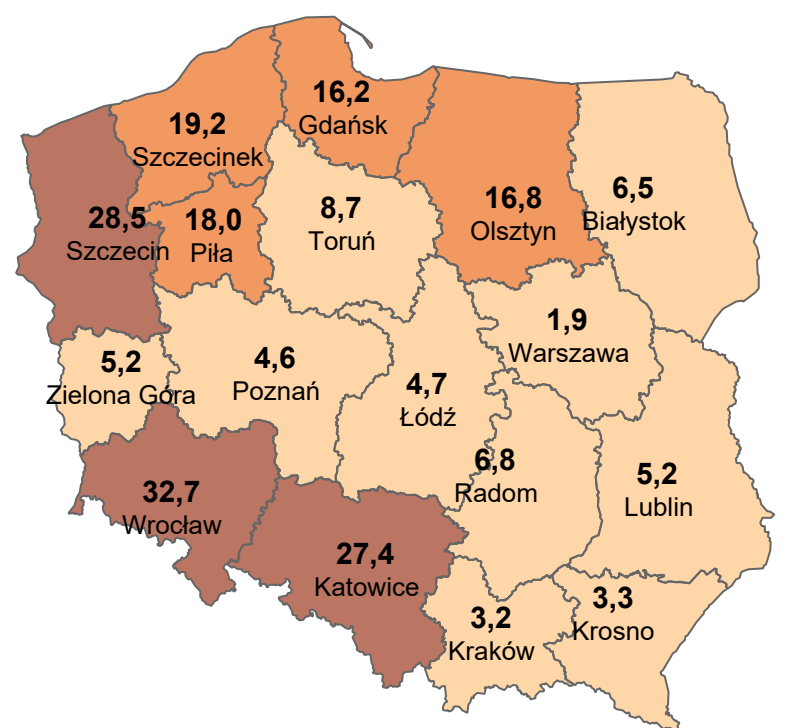 16,2
Gdańsk
19,2
Szczecinek
28,5
Szczecin
18,0
Piła
8,7
Toruń
16,8
Olsztyn
6,5
Białystok
1,9
Warszawa
5,2
Zielona Góra
4,6
Poznań
4,7
Łódź
6,8
Radom
5,2
Lublin
32,7
Wrocław
27,4
Katowice
3,2
Kraków
3,3
Krosno